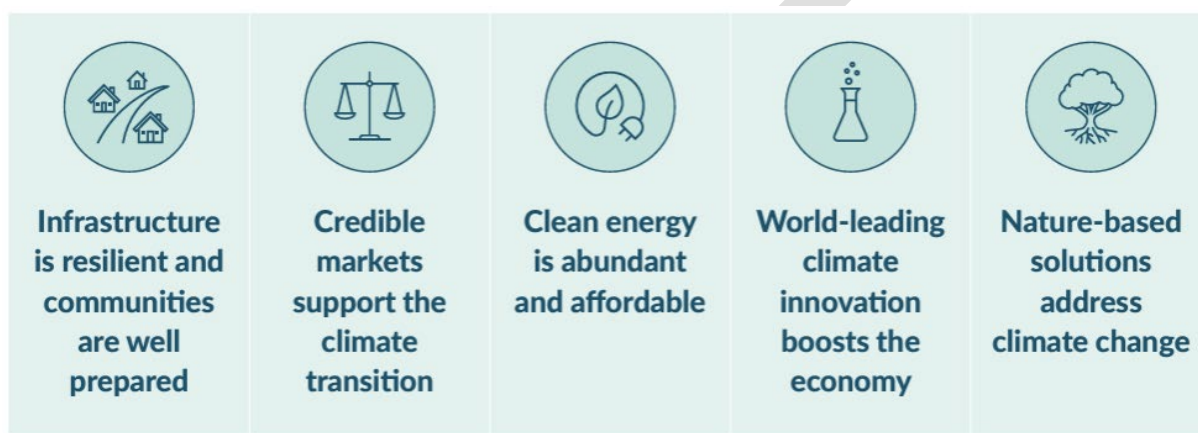 Infrastructure
is resilient and
communities
are well
prepared
Credible
markets
support the
climate
transition
Clean energy
is abundant
and affordable
World-leading
climate
innovation
boosts the
economy
Nature-based
solutions
address
climate change